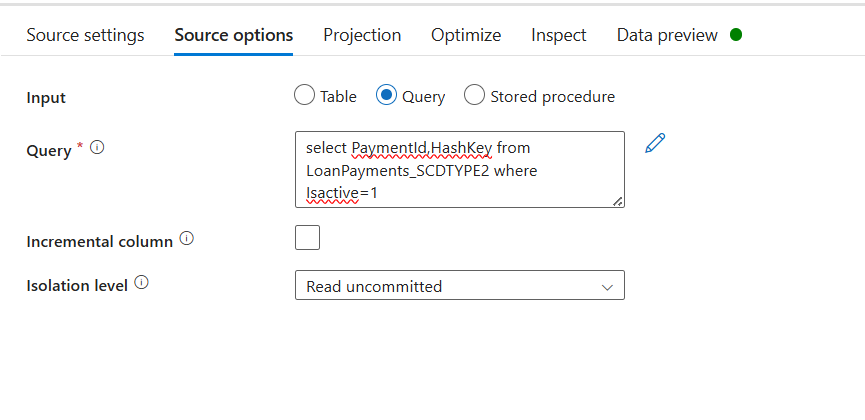 Source settings Source options Projection Optimize Inspect Data preview
Input Table Query Stored procedure
Query * select PaymentId,HashKey from
LoanPayments_SCDTYPE2 where
Isactive=1
Incremental column
Isolation level Read uncommitted